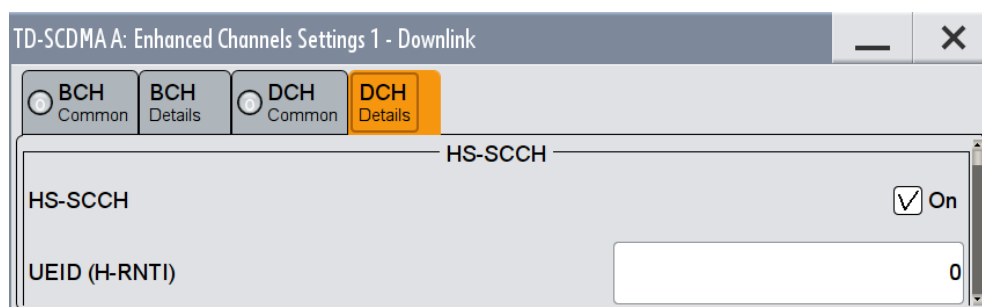 TD-SCDMA A: Enhanced Channels Settings 1 - Downlink
BCH BCH DCH DCH
Common Details Common Details
HS-SCCH
HS-SCCH On
UEID (H-RNTI) 0